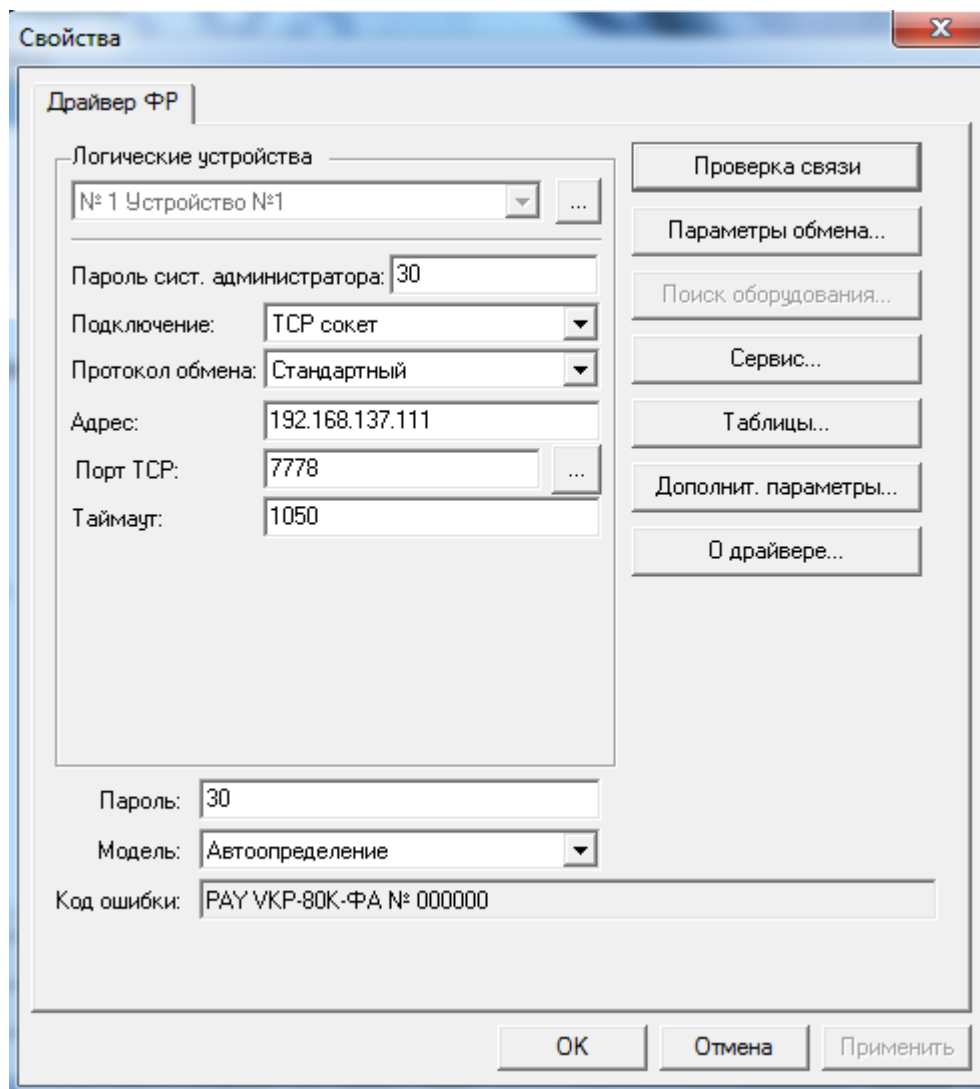 Свойства
Драйвер ФР
Логические устройства
№ 1 Устройство №1
...
Пароль сист. администратора: 30
Подключение: TCP сокет
Протокол обмена: Стандартный
Адрес: 192.168.137.111
Порт TCP: 7778
...
Таймаут: 1050
Проверка связи
Параметры обмена...
Поиск оборудования...
Сервис...
Таблицы...
Дополнит. параметры...
О драйвере...
Пароль: 30
Модель: Автоопределение
Код ошибки: PAY VKP-80К-ФА № 000000
OK
Отмена
Применить